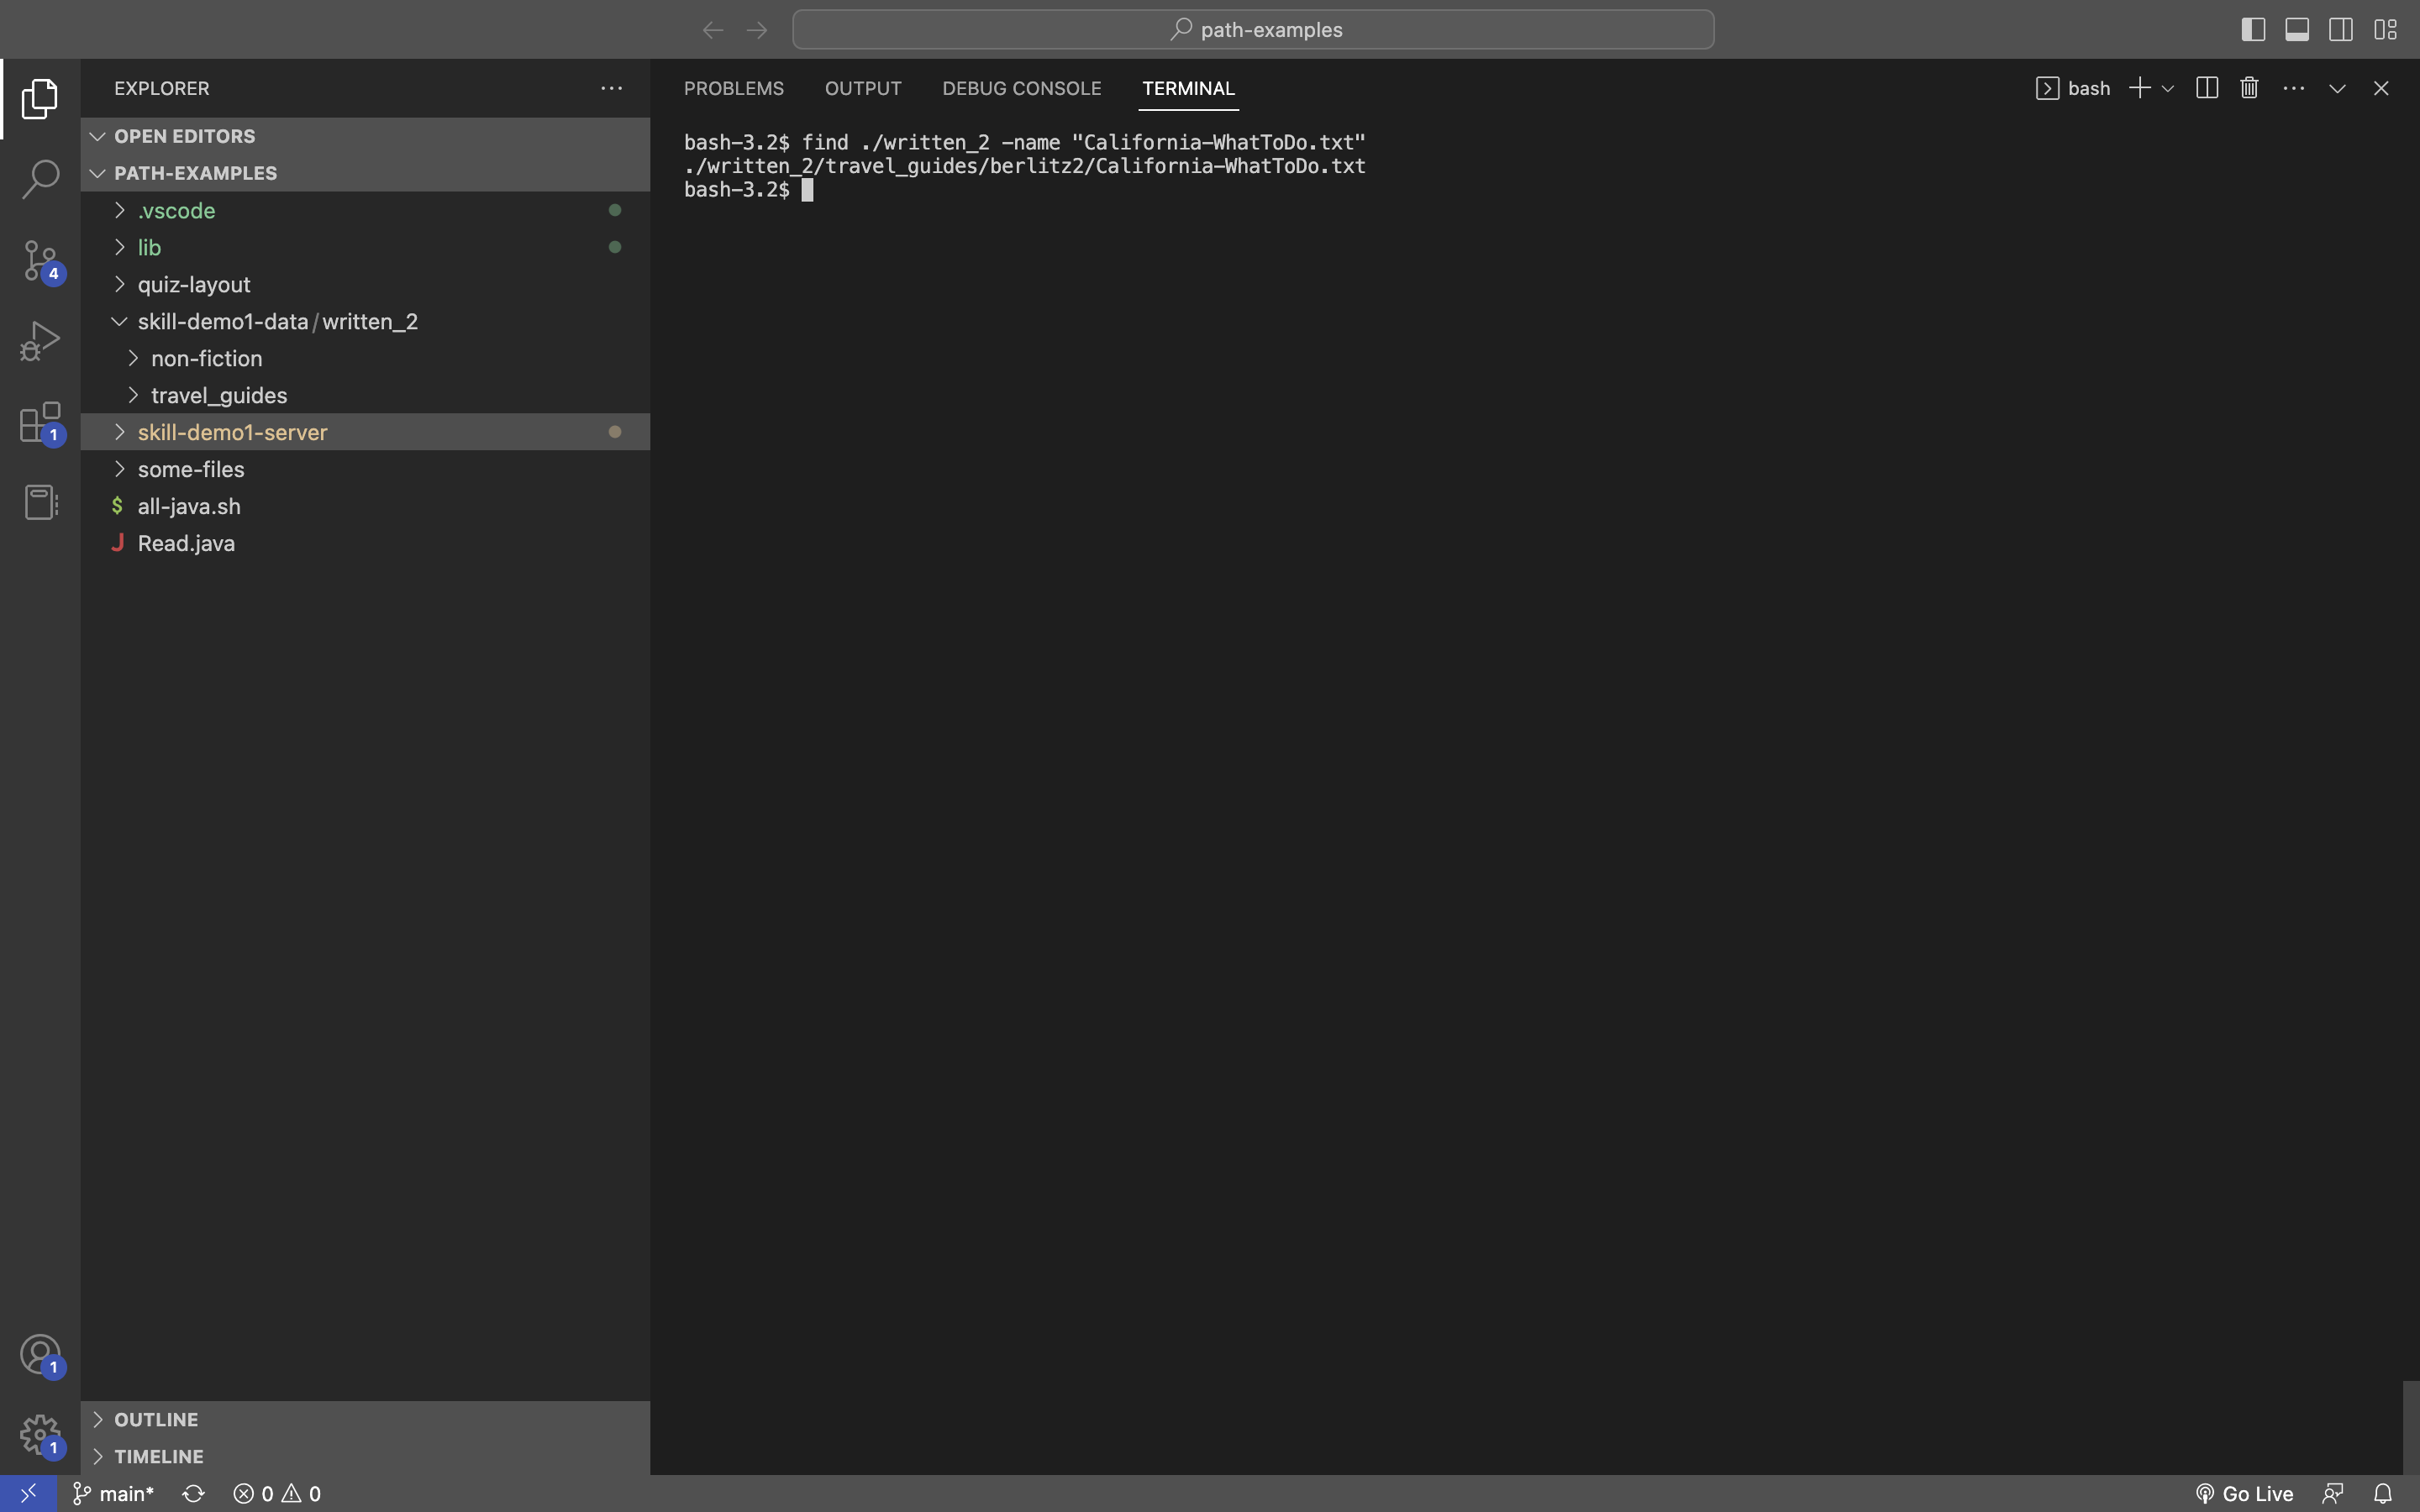 path-examples
EXPLORER
OPEN EDITORS
PATH-EXAMPLES
.vscode
lib
quiz-layout
skill-demo1-data/written_2
non-fiction
travel_guides
skill-demo1-server
some-files
$ all-java.sh
J Read.java
OUTLINE
TIMELINE
4
1
1
1
PROBLEMS OUTPUT DEBUG CONSOLE TERMINAL
bash
bash-3.2$ find ./written_2 -name "California-WhatToDo.txt"
./written_2/travel_guides/berlitz2/California-WhatToDo.txt
bash-3.2$
main* 0 0
Go Live